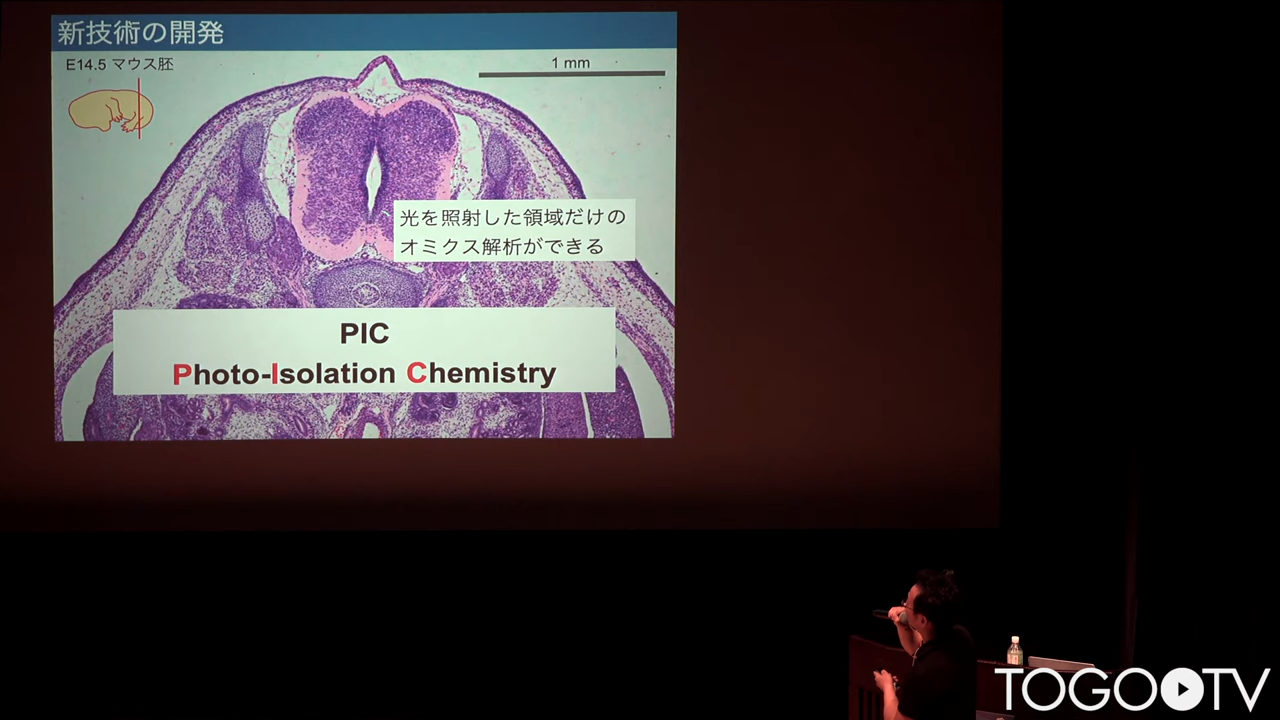 新技術の開発
E14.5 マウス胚
1 mm
光を照射した領域だけの
オミクス解析ができる
PIC
Photo-Isolation Chemistry
TOGO TV